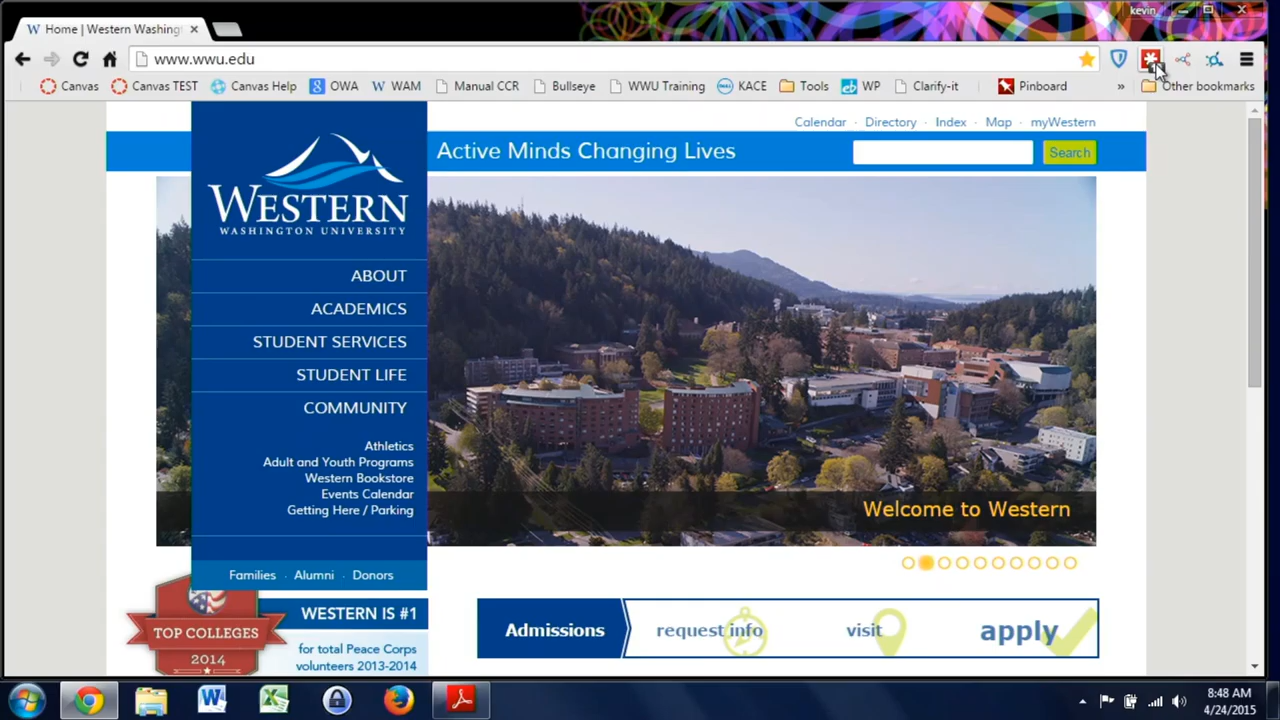 kevin
Home | Western Washing
www.wwu.edu
Canvas Canvas TEST Canvas Help OWA WAM Manual CCR Bullseye WWU Training KACE Tools WP Clarify-it Pinboard » Other bookmarks
Calendar · Directory · Index · Map · myWestern
Active Minds Changing Lives
Search
WESTERN
WASHINGTON UNIVERSITY
ABOUT
ACADEMICS
STUDENT SERVICES
STUDENT LIFE
COMMUNITY
Athletics
Adult and Youth Programs
Western Bookstore
Events Calendar
Getting Here / Parking
Families · Alumni · Donors
Welcome to Western
TOP COLLEGES
2014
WESTERN IS #1
for total Peace Corps
volunteers 2013-2014
Admissions request info visit apply
8:48 AM
4/24/2015